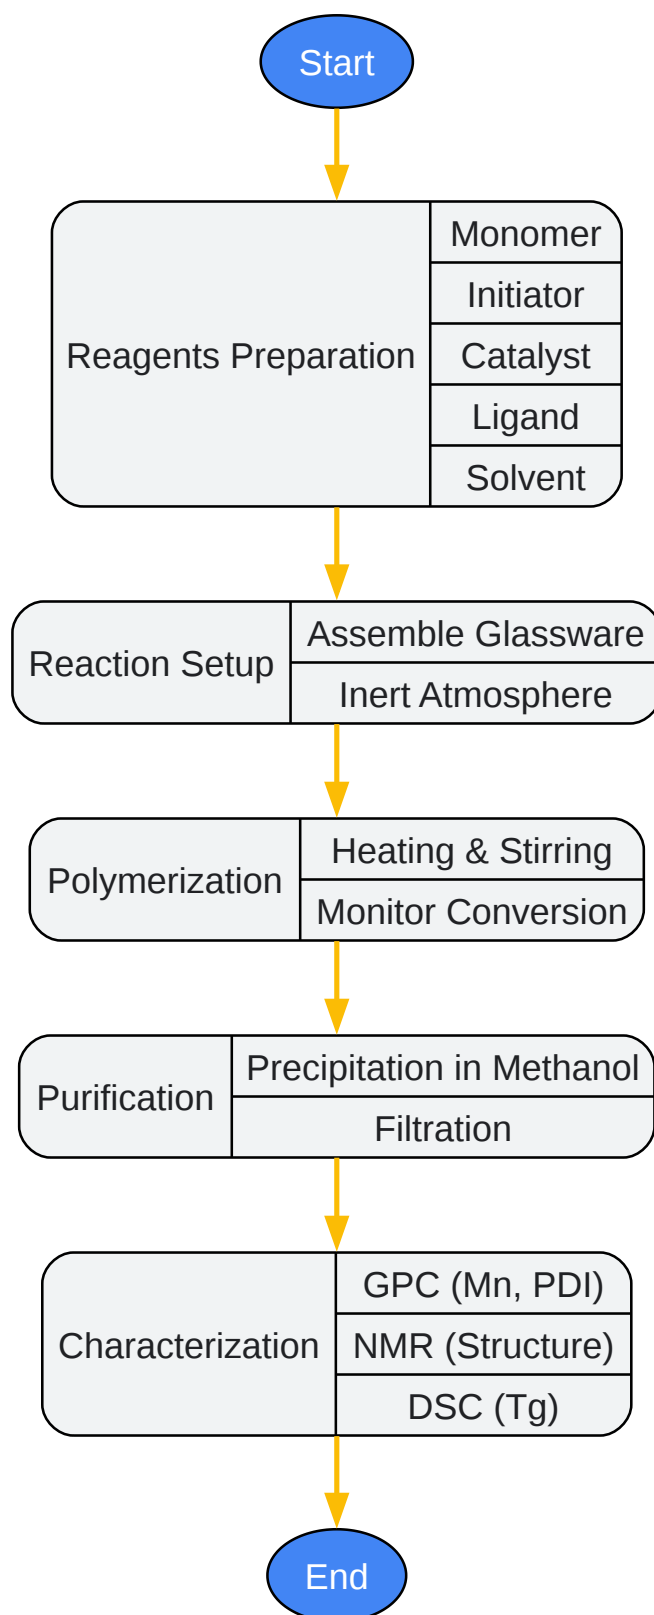 Start
Reagents Preparation
Monomer
Initiator
Catalyst
Ligand
Solvent
Reaction Setup
Assemble Glassware
Inert Atmosphere
Polymerization
Heating & Stirring
Monitor Conversion
Purification
Precipitation in Methanol
Filtration
Characterization
GPC (Mn, PDI)
NMR (Structure)
DSC (Tg)
End